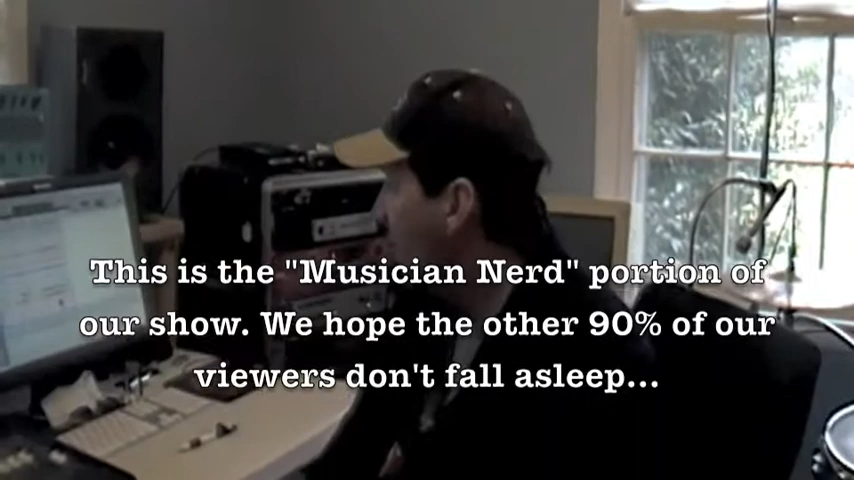 This is the "Musician Nerd" portion of
our show. We hope the other 90% of our
viewers don't fall asleep...